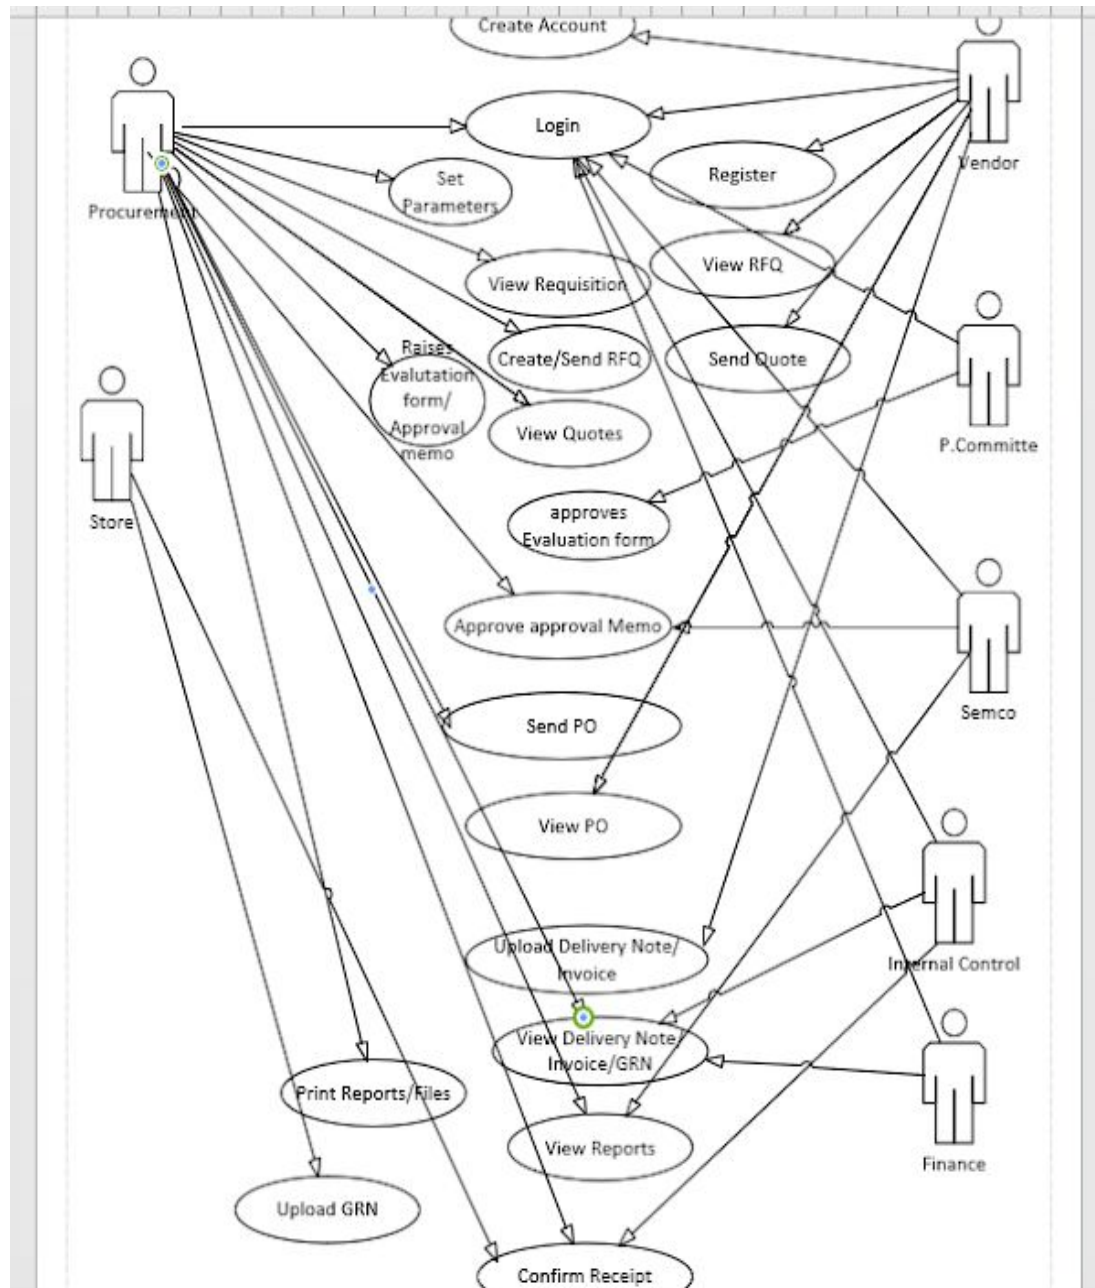 Create Account
Login
Vendor
Set
Parameters
Register
Procurement
View Requisition
View RFQ
Raises
Evalutation
form/
Approval
memo
Create/Send RFQ
Send Quote
View Quotes
P.Committe
Store
approves
Evaluation form
Approve approval Memo
Semco
Send PO
View PO
Upload Delivery Note/
Invoice
Internal Control
View Delivery Note/
Invoice/GRN
Print Reports/Files
View Reports
Finance
Upload GRN
Confirm Receipt